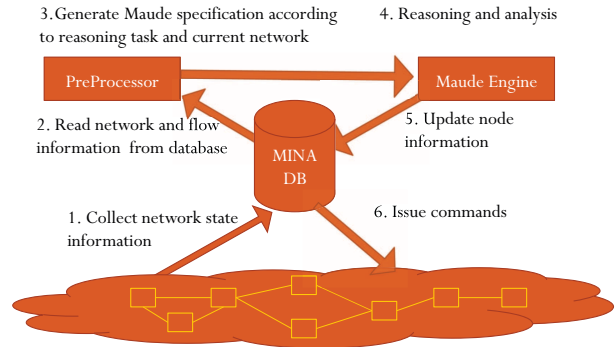 3.Generate Maude specification according
to reasoning task and current network
4. Reasoning and analysis
PreProcessor
Maude Engine
2. Read network and flow
information from database
5. Update node
information
MINA
DB
1. Collect network state
information
6. Issue commands